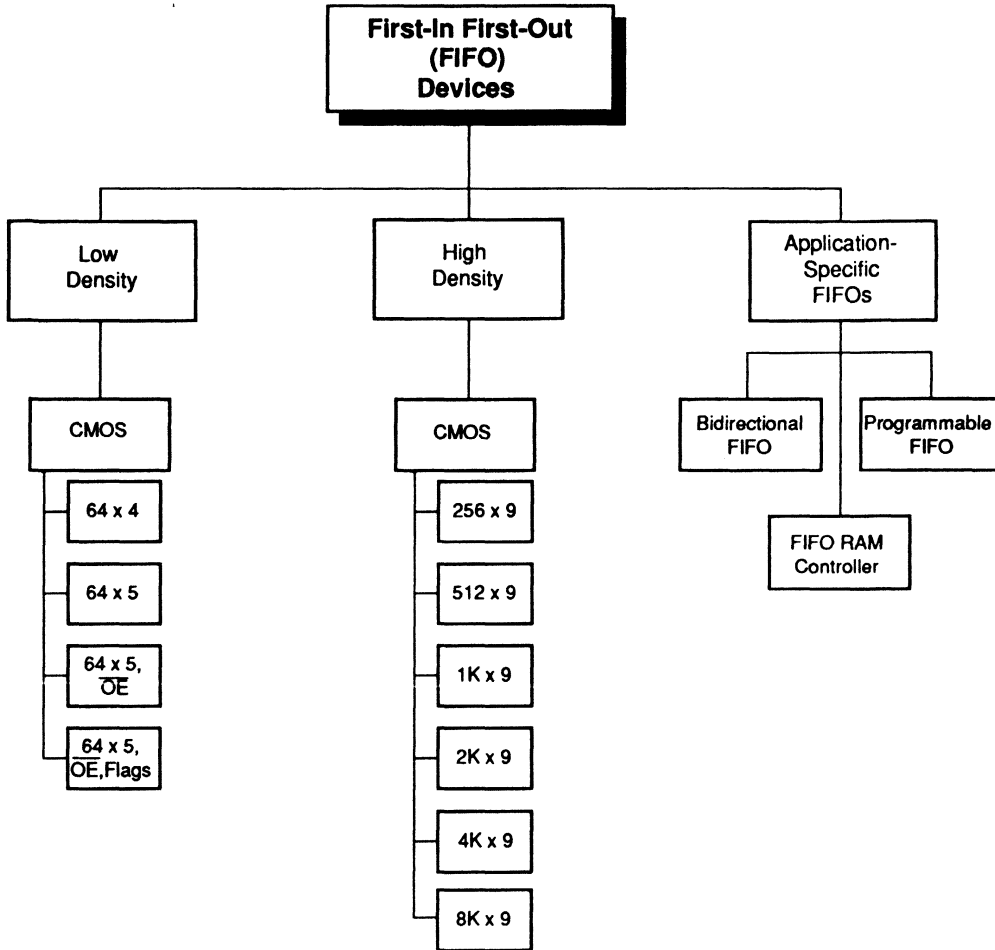 First-In First-Out
(FIFO)
Devices
Low
Density
High
Density
Application-
Specific
FIFOs
CMOS
64 x 4
64 x 5
64 x 5,
O̅E̅
64 x 5,
O̅E̅,Flags
CMOS
256 x 9
512 x 9
1K x 9
2K x 9
4K x 9
8K x 9
Bidirectional
FIFO
Programmable
FIFO
FIFO RAM
Controller